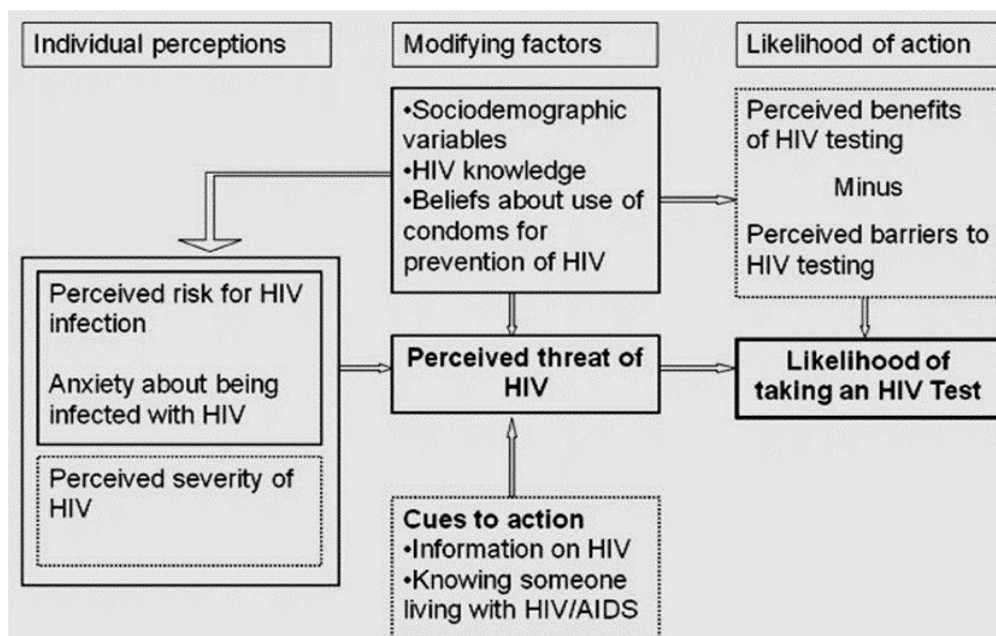 Individual perceptions
Modifying factors
Likelihood of action
•Sociodemographic
variables
•HIV knowledge
•Beliefs about use of
condoms for
prevention of HIV
Perceived benefits
of HIV testing
Minus
Perceived barriers to
HIV testing
Perceived risk for HIV
infection
Anxiety about being
infected with HIV
Perceived severity of
HIV
Perceived threat of
HIV
Likelihood of
taking an HIV Test
Cues to action
•Information on HIV
•Knowing someone
living with HIV/AIDS